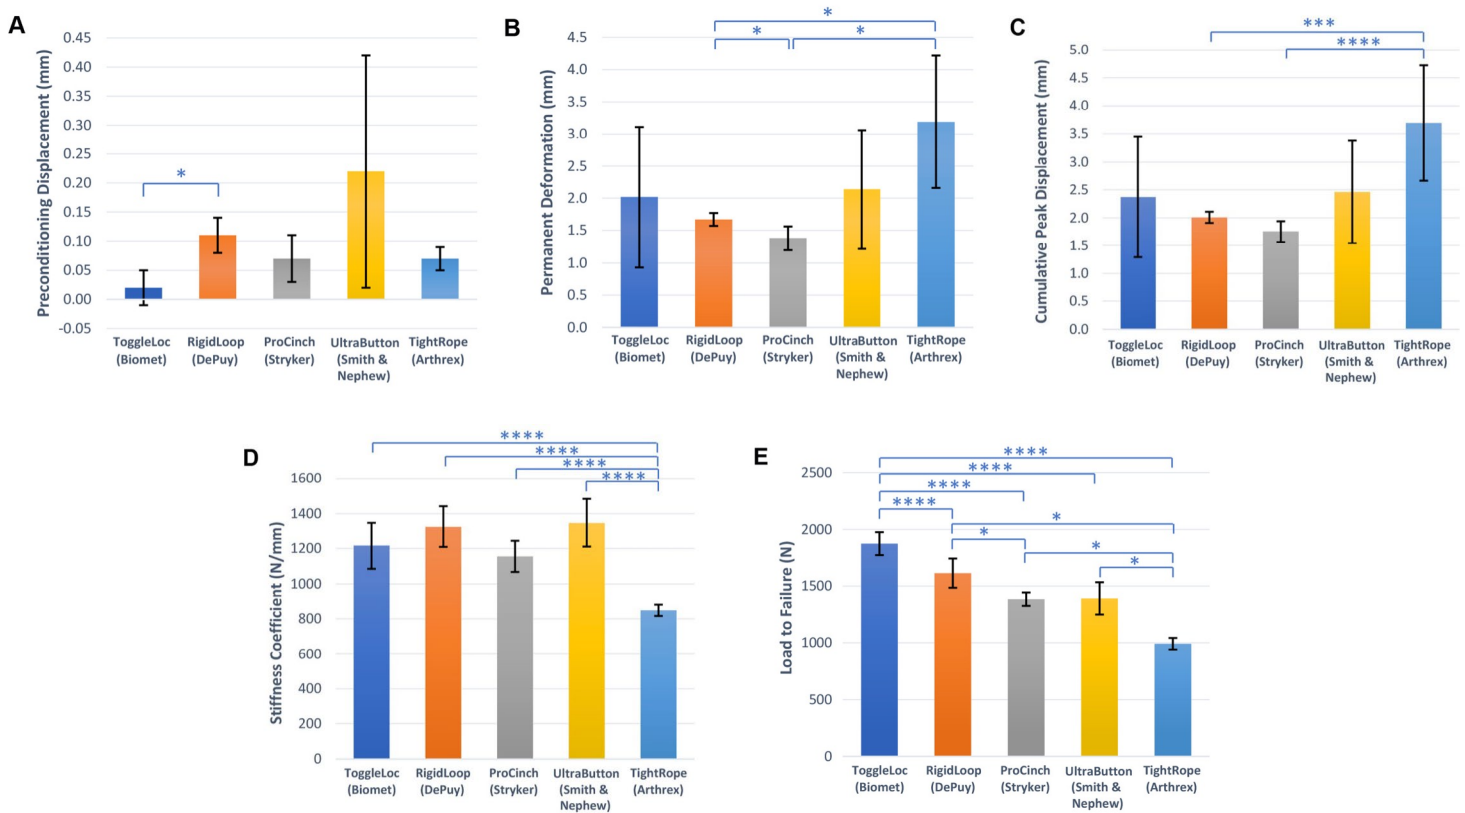 A
Preconditioning Displacement (mm)
0.45
0.40
0.35
0.30
0.25
0.20
0.15
0.10
0.05
0.00
-0.05
*
ToggleLoc
(Biomet)
RigidLoop
(DePuy)
ProCinch
(Stryker)
UltraButton
(Smith &
Nephew)
TightRope
(Arthrex)
B
Permanent Deformation (mm)
4.5
4.0
3.5
3.0
2.5
2.0
1.5
1.0
0.5
0.0
*
*
*
ToggleLoc
(Biomet)
RigidLoop
(DePuy)
ProCinch
(Stryker)
UltraButton
(Smith &
Nephew)
TightRope
(Arthrex)
C
Cumulative Peak Displacement (mm)
5.0
4.5
4.0
3.5
3.0
2.5
2.0
1.5
1.0
0.5
0.0
***
****
ToggleLoc
(Biomet)
RigidLoop
(DePuy)
ProCinch
(Stryker)
UltraButton
(Smith &
Nephew)
TightRope
(Arthrex)
D
Stiffness Coefficient (N/mm)
1600
1400
1200
1000
800
600
400
200
0
****
****
****
****
ToggleLoc
(Biomet)
RigidLoop
(DePuy)
ProCinch
(Stryker)
UltraButton
(Smith &
Nephew)
TightRope
(Arthrex)
E
Load to Failure (N)
2500
2000
1500
1000
500
0
****
****
****
****
*
*
*
*
ToggleLoc
(Biomet)
RigidLoop
(DePuy)
ProCinch
(Stryker)
UltraButton
(Smith &
Nephew)
TightRope
(Arthrex)